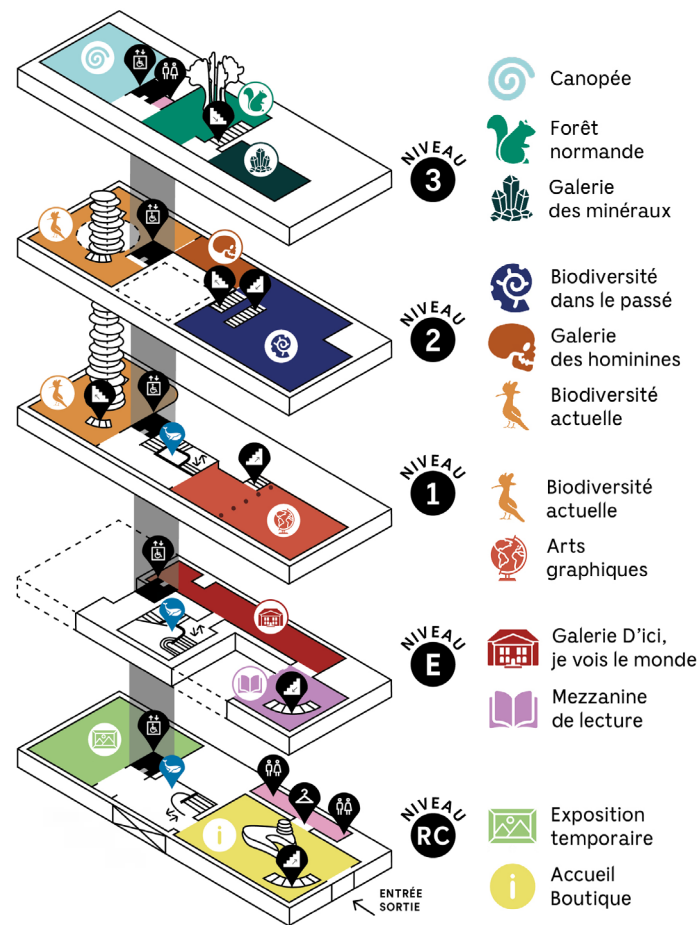 Canopée
Forêt
normande
Galerie
des minéraux
NIVEAU
3
Biodiversité
dans le passé
Galerie
des hominines
Biodiversité
actuelle
NIVEAU
2
Biodiversité
actuelle
Arts
graphiques
NIVEAU
1
Galerie D'ici,
je vois le monde
Mezzanine
de lecture
NIVEAU
E
Exposition
temporaire
Accueil
Boutique
NIVEAU
RC
i
i
ENTRÉE
SORTIE